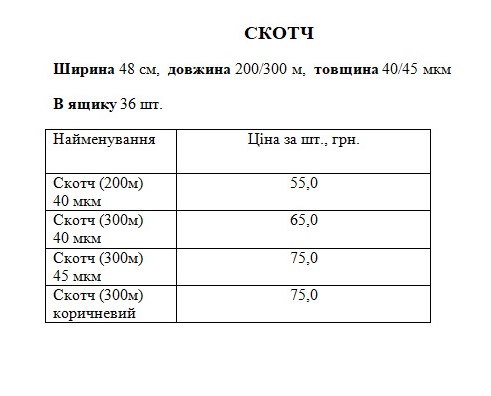 СКОТЧ
Ширина 48 см, довжина 200/300 м, товщина 40/45 мкм
В ящику 36 шт.
Найменування Ціна за шт., грн.
Скотч (200м) 55,0
40 мкм
Скотч (300м) 65,0
40 мкм
Скотч (300м) 75,0
45 мкм
Скотч (300м) 75,0
коричневий